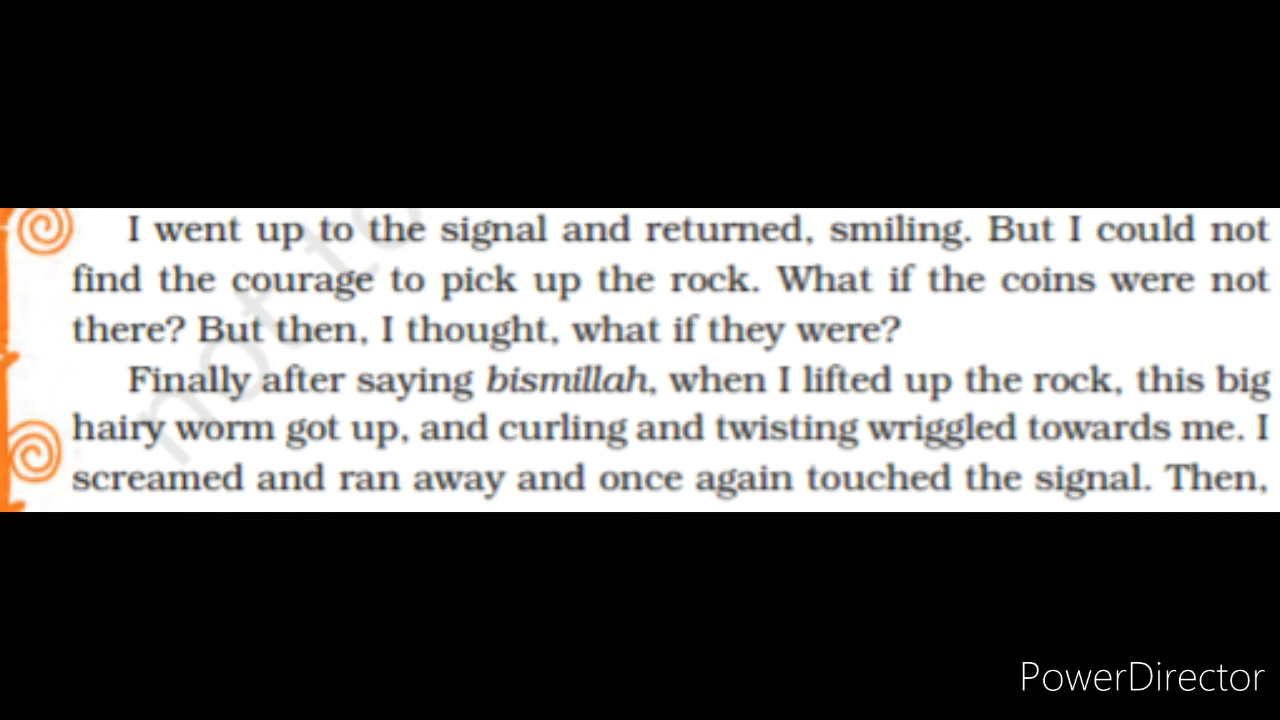 I went up to the signal and returned, smiling. But I could not
find the courage to pick up the rock. What if the coins were not
there? But then, I thought, what if they were?
Finally after saying bismillah, when I lifted up the rock, this big
hairy worm got up, and curling and twisting wriggled towards me. I
screamed and ran away and once again touched the signal. Then,
not to
PowerDirector